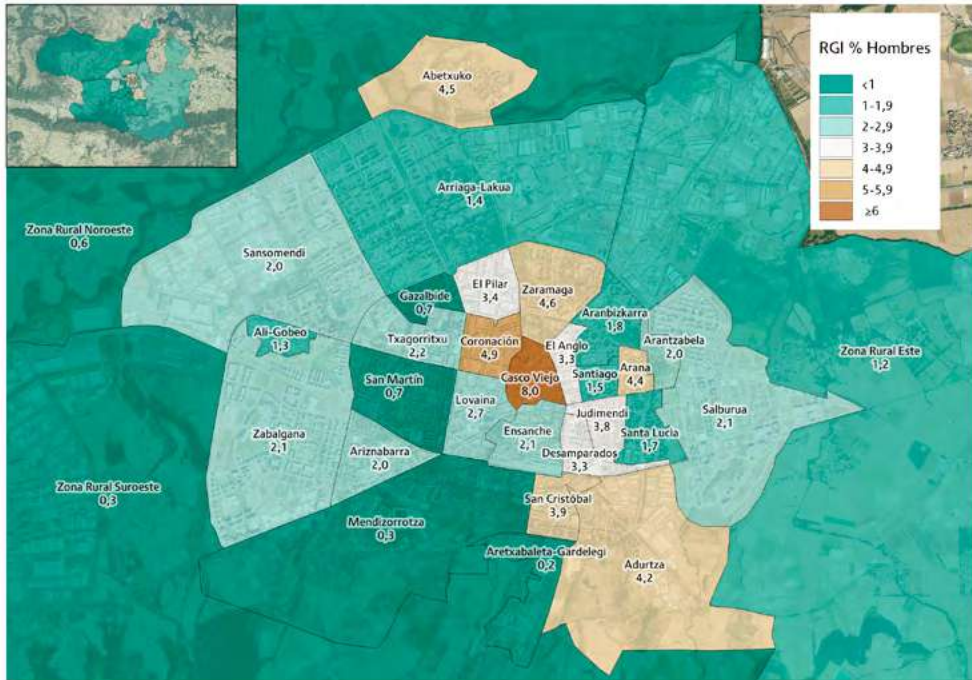 RGI % Hombres
<1
1-1,9
2-2,9
3-3,9
4-4,9
5-5,9
≥6
Abetxuko
4,5
Arriaga-Lakua
1,4
Zona Rural Noroeste
0,6
Sansomendi
2,0
El Pilar
3,4
Zaramaga
4,6
Gazalbide
0,7
Aranbizkarra
1,8
Ali-Gobeo
1,3
Txagorritxu
2,2
Coronación
4,9
El Anglo
3,3
Arantzabela
2,0
Zona Rural Este
1,2
San Martín
0,7
Casco Viejo
8,0
Santiago
1,5
Arana
4,4
Lovaina
2,7
Judimendi
3,8
Salburua
2,1
Zabalgana
2,1
Ensanche
2,1
Santa Lucía
1,7
Ariznabarra
2,0
Desamparados
3,3
Zona Rural Suroeste
0,3
San Cristóbal
3,9
Mendizorrotza
0,3
Aretxabaleta-Gardelegi
0,2
Adurtza
4,2